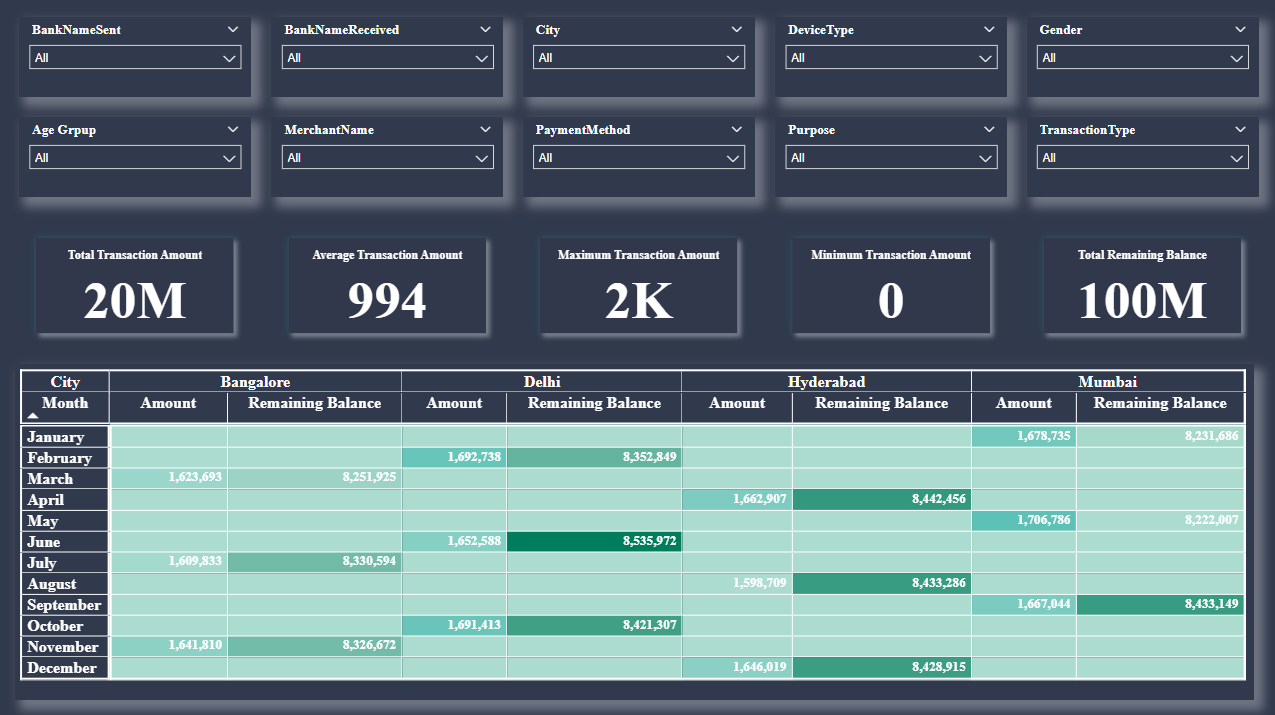 BankNameSent BankNameReceived City DeviceType Gender
All All All All All
Age Grpup MerchantName PaymentMethod Purpose TransactionType
All All All All All
Total Transaction Amount Average Transaction Amount Maximum Transaction Amount Minimum Transaction Amount Total Remaining Balance
20M 994 2K 0 100M
City Bangalore Delhi Hyderabad Mumbai
Month Amount Remaining Balance Amount Remaining Balance Amount Remaining Balance Amount Remaining Balance
January 1,678,735 8,231,686
February 1,692,738 8,352,849
March 1,623,693 8,251,925
April 1,662,907 8,442,456
May 1,706,786 8,222,007
June 1,652,588 8,535,972
July 1,609,833 8,330,594
August 1,598,709 8,433,286
September 1,667,044 8,433,149
October 1,691,413 8,421,307
November 1,641,810 8,326,672
December 1,646,019 8,428,915